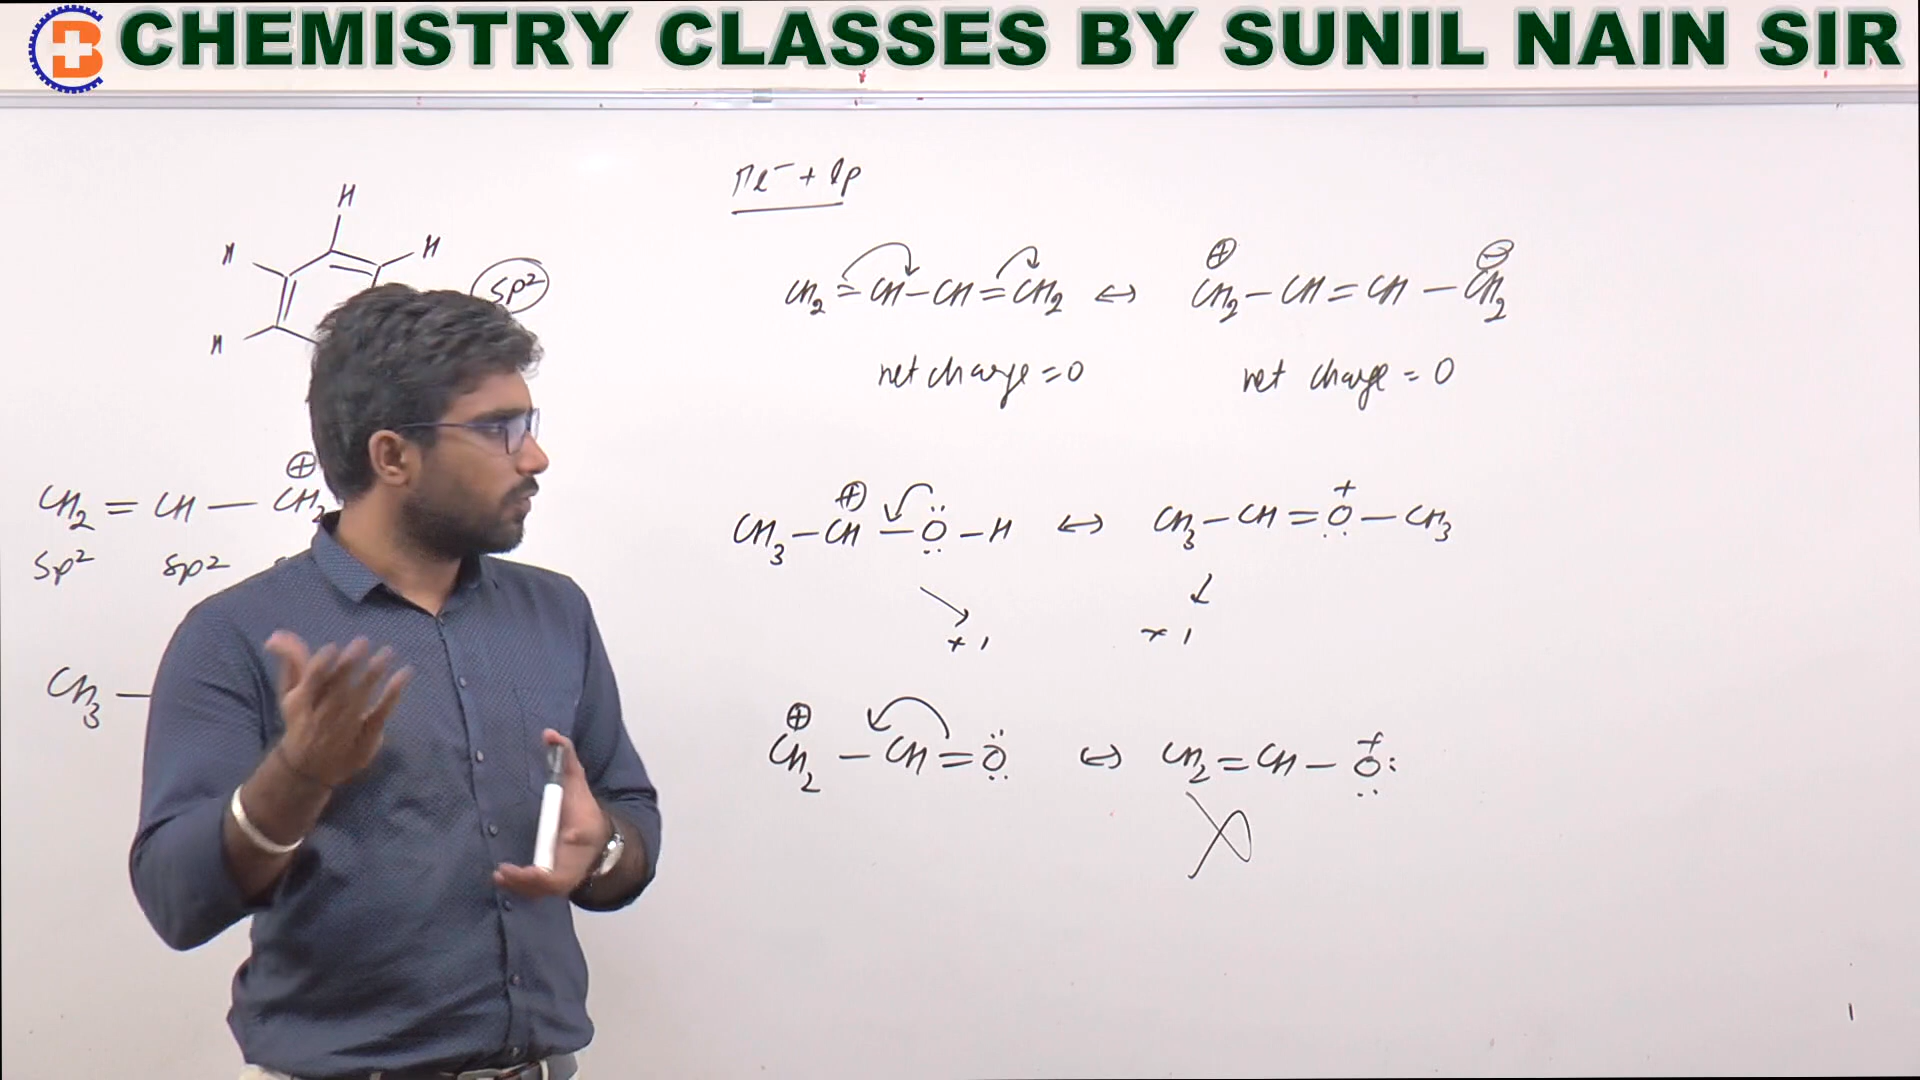 CHEMISTRY CLASSES BY SUNIL NAIN SIR
πe⁻ + lp
H
H H
sp²
H
CH₂ = CH – CH = CH₂ ↔ CH₂⊕ – CH = CH – CH₂⊖
net charge = 0 net charge = 0
CH₂ = CH – CH₂⊕
sp² sp²
CH₃ – CH⊕ – Ö – H ↔ CH₃ – CH = O⁺ – CH₃
+1 +1
CH₃ –
CH₂⊕ – CH = Ö ↔ CH₂ = CH – O⁺: